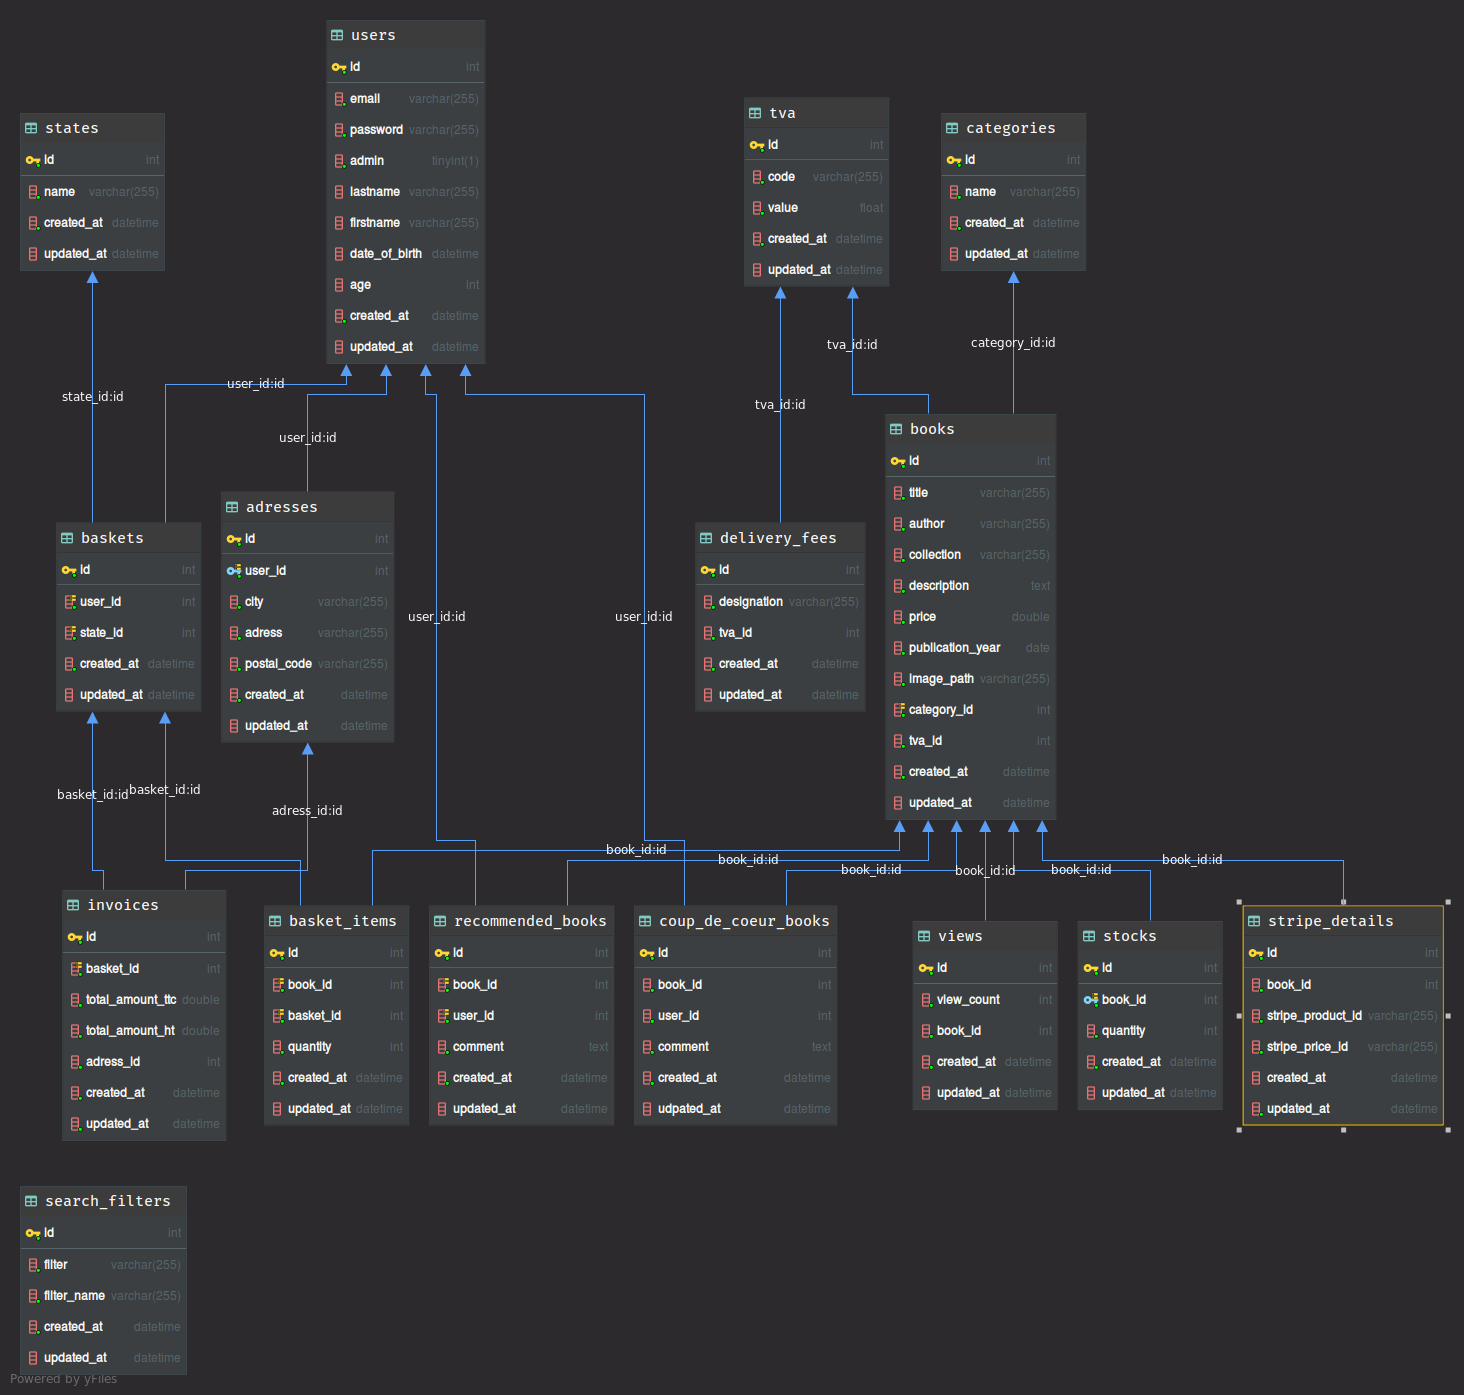 users
id int
email varchar(255)
password varchar(255)
admin tinyint(1)
lastname varchar(255)
firstname varchar(255)
date_of_birth datetime
age int
created_at datetime
updated_at datetime
states
id int
name varchar(255)
created_at datetime
updated_at datetime
tva
id int
code varchar(255)
value float
created_at datetime
updated_at datetime
categories
id int
name varchar(255)
created_at datetime
updated_at datetime
state_id:id
user_id:id
user_id:id
user_id:id
user_id:id
tva_id:id
tva_id:id
category_id:id
baskets
id int
user_id int
state_id int
created_at datetime
updated_at datetime
adresses
id int
user_id int
city varchar(255)
adress varchar(255)
postal_code varchar(255)
created_at datetime
updated_at datetime
delivery_fees
id int
designation varchar(255)
tva_id int
created_at datetime
updated_at datetime
books
id int
title varchar(255)
author varchar(255)
collection varchar(255)
description text
price double
publication_year date
image_path varchar(255)
category_id int
tva_id int
created_at datetime
updated_at datetime
basket_id:id
basket_id:id
adress_id:id
book_id:id
book_id:id
book_id:id
book_id:id
book_id:id
book_id:id
invoices
id int
basket_id int
total_amount_ttc double
total_amount_ht double
adress_id int
created_at datetime
updated_at datetime
basket_items
id int
book_id int
basket_id int
quantity int
created_at datetime
updated_at datetime
recommended_books
id int
book_id int
user_id int
comment text
created_at datetime
updated_at datetime
coup_de_coeur_books
id int
book_id int
user_id int
comment text
created_at datetime
udpated_at datetime
views
id int
view_count int
book_id int
created_at datetime
updated_at datetime
stocks
id int
book_id int
quantity int
created_at datetime
updated_at datetime
stripe_details
id int
book_id int
stripe_product_id varchar(255)
stripe_price_id varchar(255)
created_at datetime
updated_at datetime
search_filters
id int
filter varchar(255)
filter_name varchar(255)
created_at datetime
updated_at datetime
Powered by yFiles